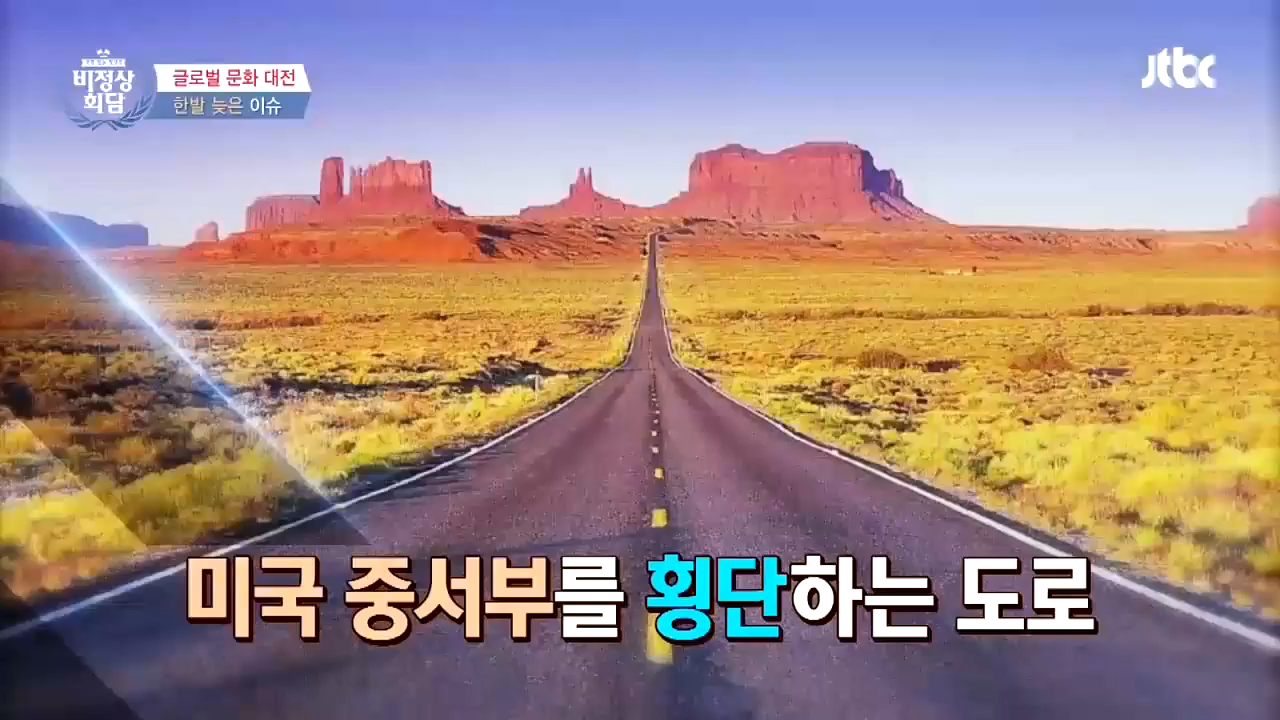 비정상
회담
글로벌 문화 대전
한발 늦은 이슈
jtbc
미국 중서부를 횡단하는 도로